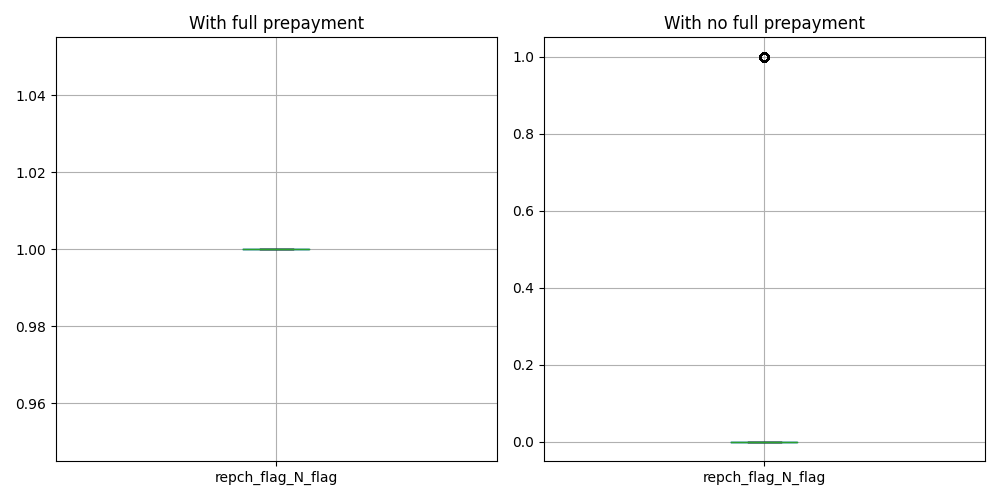 With full prepayment
1.04
1.02
1.00
0.98
0.96
repch_flag_N_flag
With no full prepayment
1.0
0.8
0.6
0.4
0.2
0.0
repch_flag_N_flag